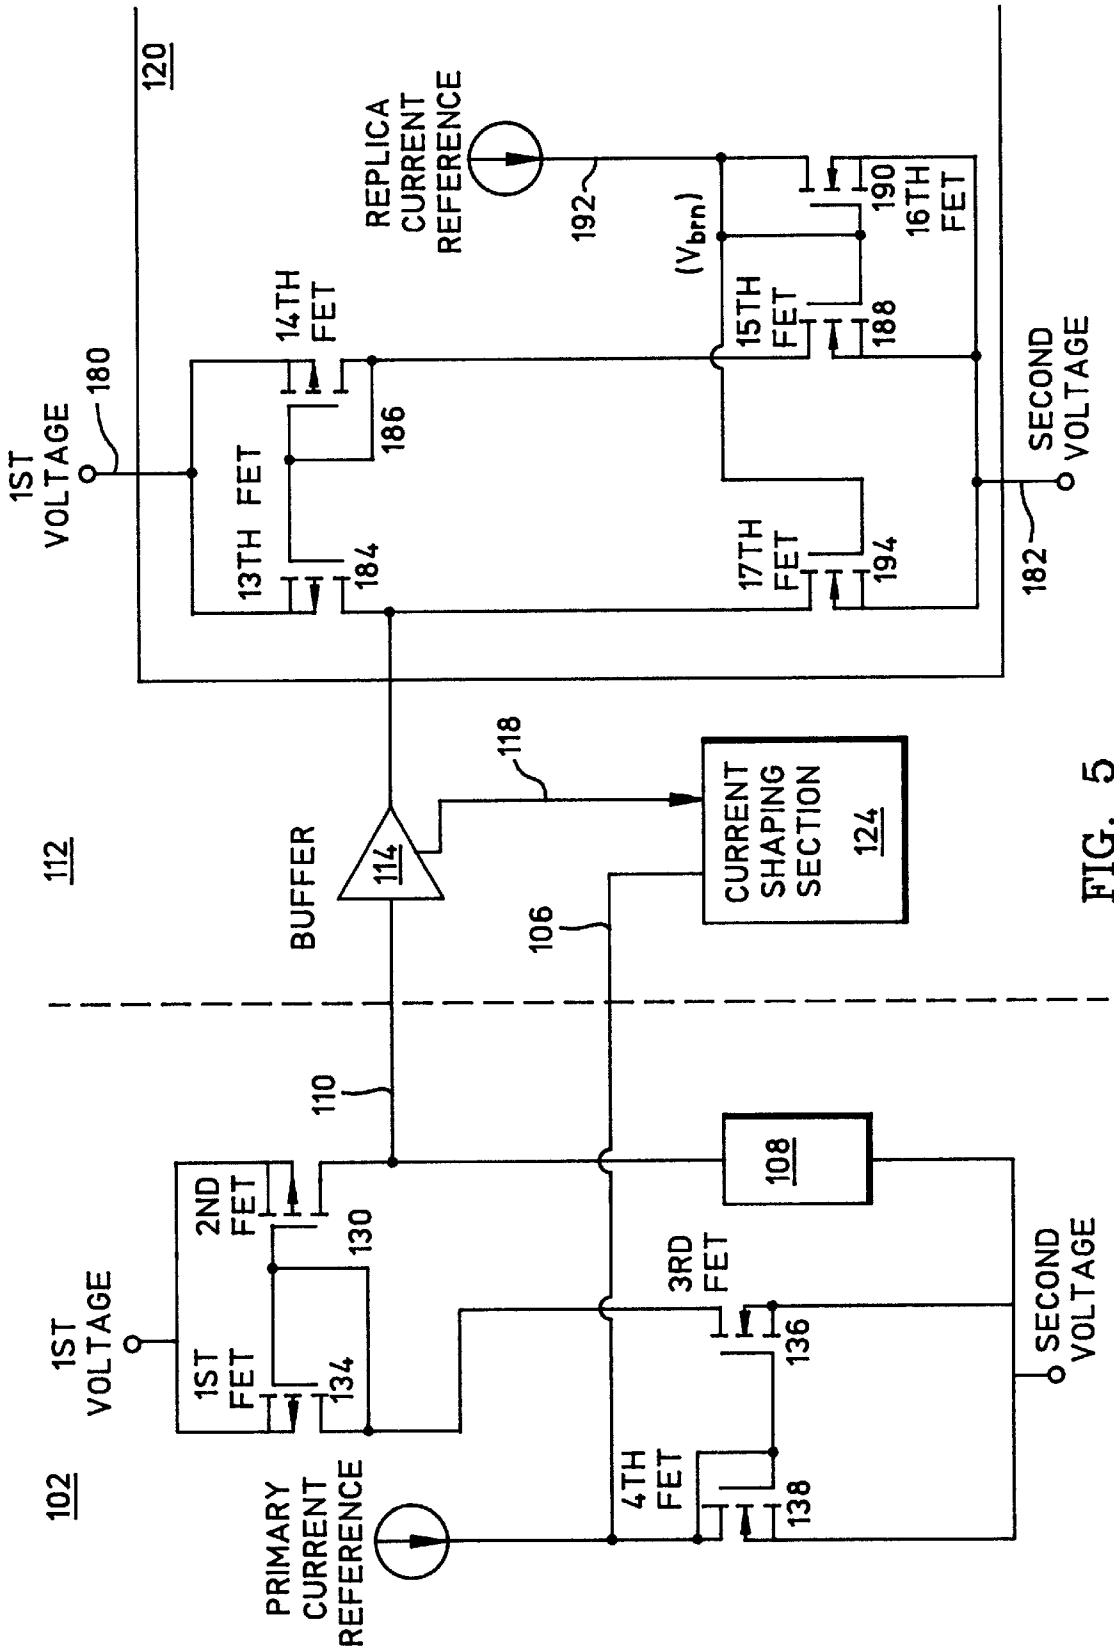 102
112
120
1ST
VOLTAGE
1ST
VOLTAGE
180
1ST
FET
134
2ND
FET
130
13TH FET
184
14TH
FET
186
PRIMARY
CURRENT
REFERENCE
110
BUFFER
114
118
106
REPLICA
CURRENT
REFERENCE
192
(Vbrn)
4TH
FET
138
3RD
FET
136
108
CURRENT
SHAPING
SECTION
124
17TH
FET
194
15TH
FET
188
190
16TH
FET
SECOND
VOLTAGE
182
SECOND
VOLTAGE
FIG. 5